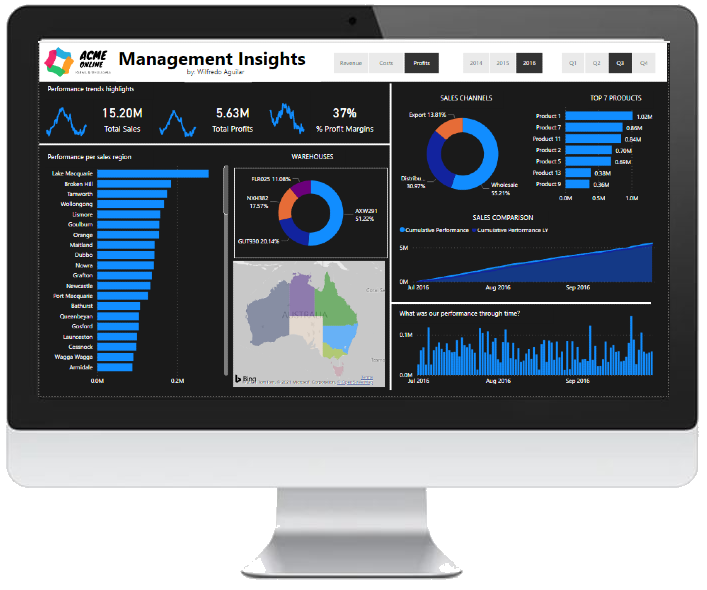 ACME
ONLINE
Management Insights
by: Wilfredo Aguilar
Revenue
Costs
Profits
2014
2015
2016
Q1
Q2
Q3
Q4
Performance trends highlights
15.20M
Total Sales
5.63M
Total Profits
37%
% Profit Margins
Performance per sales region
Lake Macquarie
Broken Hill
Tamworth
Wollongong
Lismore
Goulburn
Orange
Maitland
Dubbo
Nowra
Grafton
Newcastle
Port Macquarie
Bathurst
Queanbeyan
Gosford
Launceston
Cessnock
Wagga Wagga
Armidale
0.0M
0.2M
WAREHOUSES
FLR025 11.08%
NXH382
17.57%
GUT930 20.14%
AXW291
51.22%
AUSTRALIA
Bing
SALES CHANNELS
Export 13.81%
Distribu...
30.97%
Wholesale
55.21%
TOP 7 PRODUCTS
Product 1 1.02M
Product 7 0.86M
Product 11 0.84M
Product 2 0.70M
Product 5 0.69M
Product 13 0.38M
Product 9 0.36M
0.0M 0.5M 1.0M
SALES COMPARISON
Cumulative Performance Cumulative Performance LY
5M
0M
Jul 2016 Aug 2016 Sep 2016
What was our performance through time?
0.1M
0.0M
Jul 2016 Aug 2016 Sep 2016